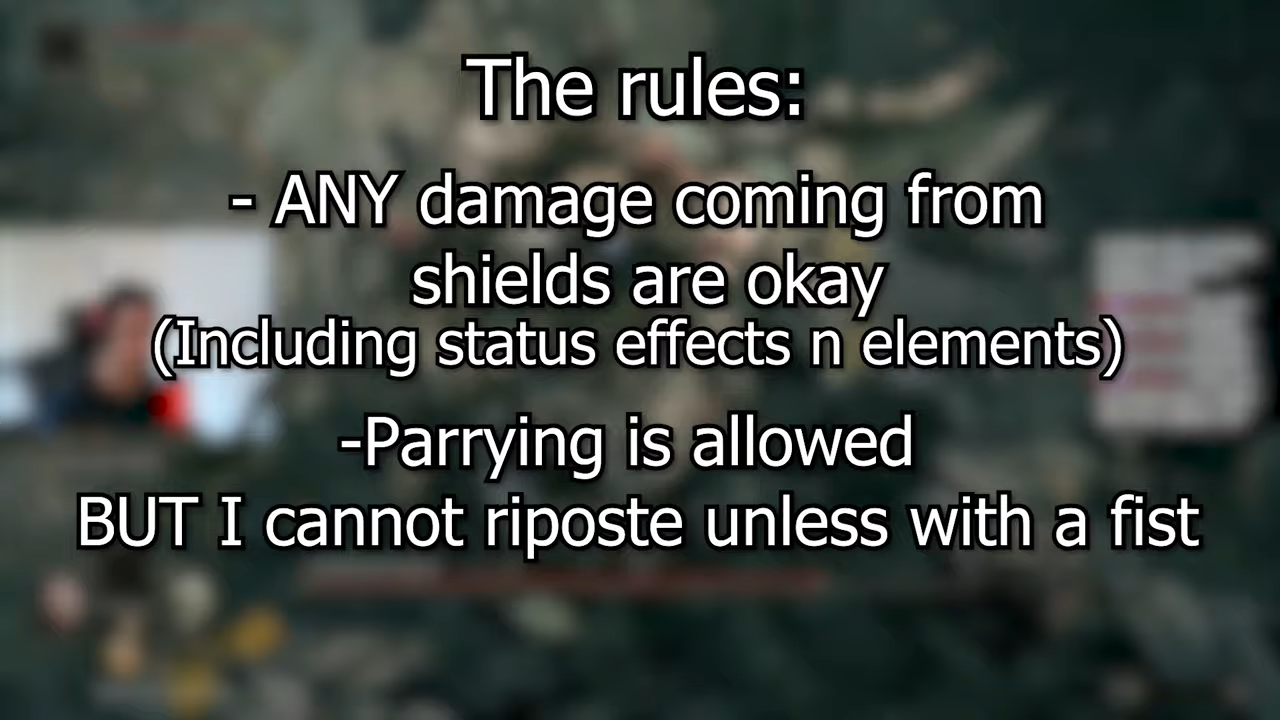 The rules:
- ANY damage coming from
shields are okay
(Including status effects n elements)
-Parrying is allowed
BUT I cannot riposte unless with a fist